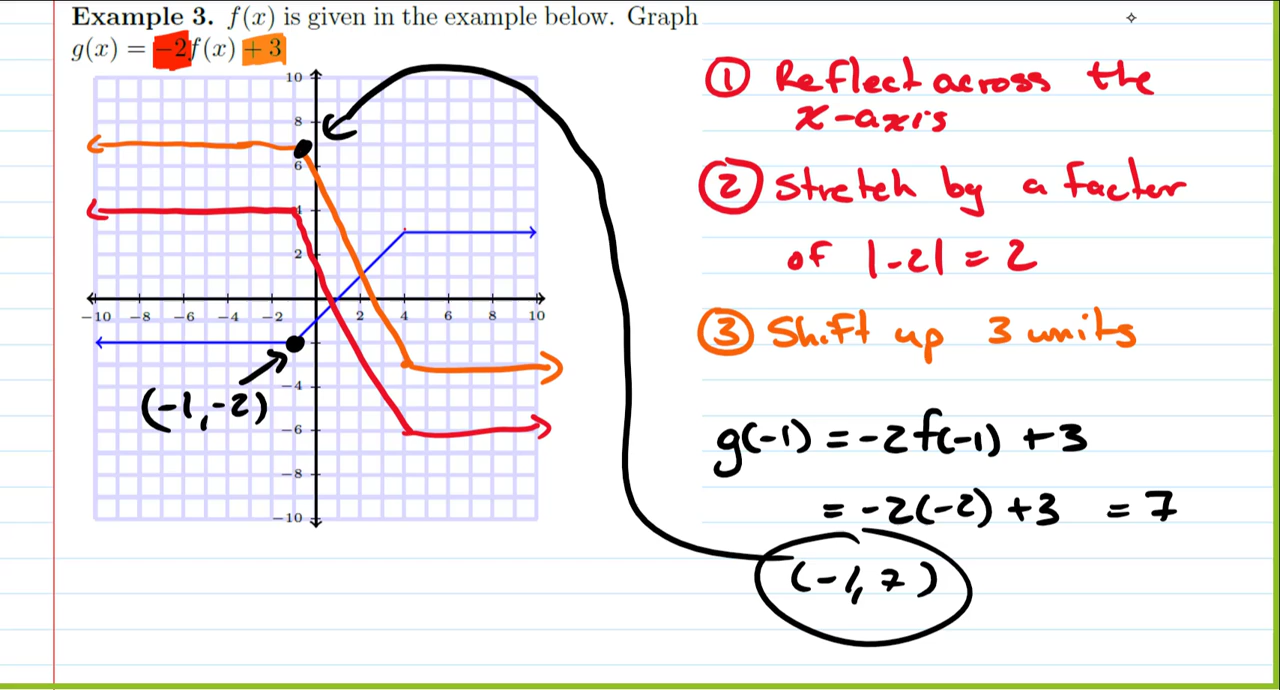 Example 3. f(x) is given in the example below. Graph
g(x) = −2f(x) + 3
① Reflect across the
x-axis
② Stretch by a factor
of |-2| = 2
③ Shift up 3 units
10
8
6
4
2
−10 −8 −6 −4 −2 2 4 6 8 10
−4
−6
−8
−10
(-1,-2)
g(-1) = -2f(-1) +3
= -2(-2) +3 = 7
(-1,7)